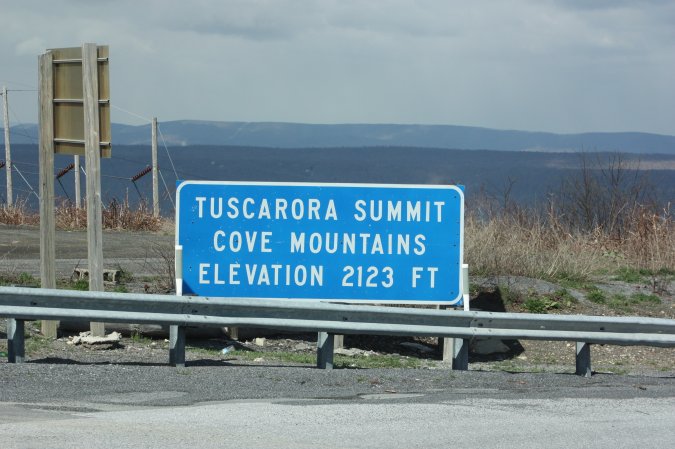 TUSCARORA SUMMIT
COVE MOUNTAINS
ELEVATION 2123 FT